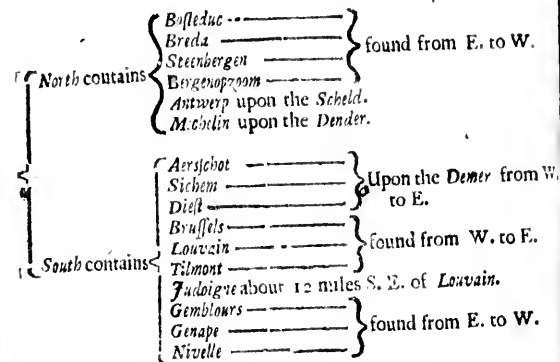 North contains
Boſleduc
Breda
Steenbergen
Bergenopzoom
found from E. to W.
Antwerp upon the Scheld.
Mechelin upon the Dender.
South contains
Aerſchot
Sichem
Dieſt
Upon the Demer from W. to E.
Bruſſels
Louvain
Tilmont
found from W. to E.
Judoigne about 12 miles S. E. of Louvain.
Gemblours
Genape
Nivelle
found from E. to W.